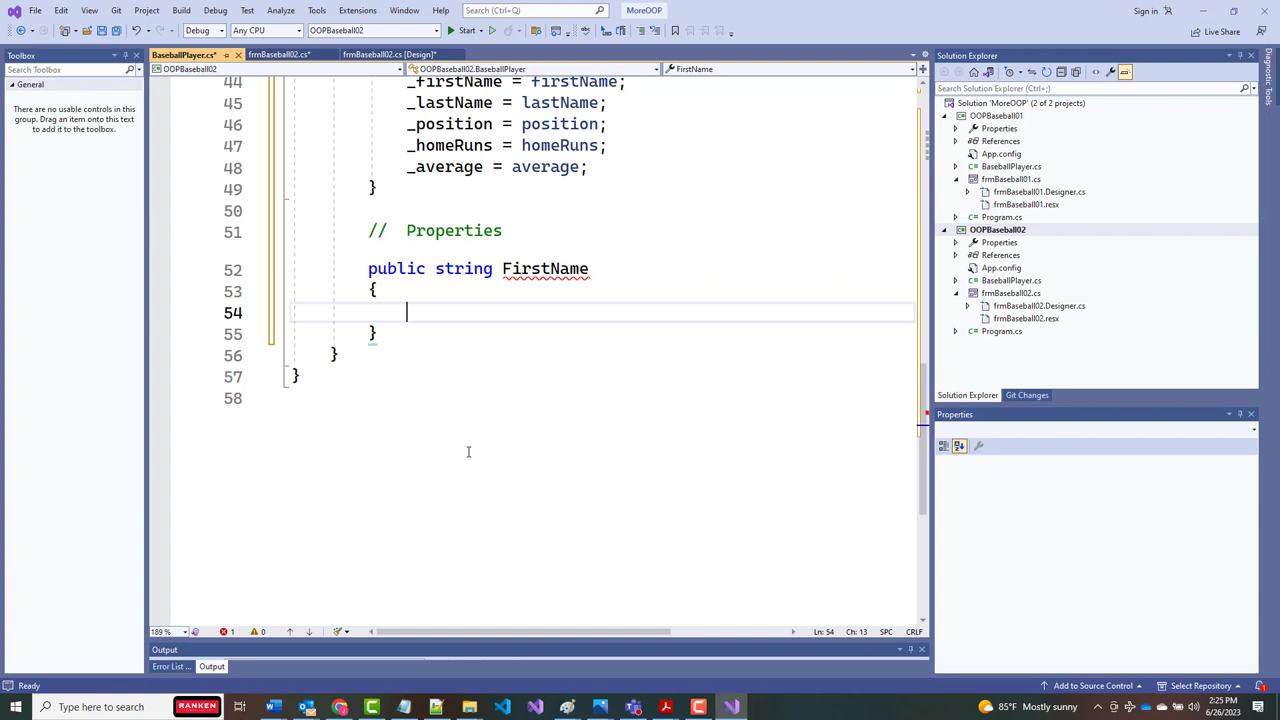 File Edit View Git Project Build Debug Test Analyze Tools Extensions Window Help Search (Ctrl+Q) MoreOOP Sign in
Debug Any CPU OOPBaseball02 Start Live Share
Toolbox
Search Toolbox
General
There are no usable controls in this
group. Drag an item onto this text
to add it to the toolbox.
BaseballPlayer.cs* frmBaseball02.cs* frmBaseball02.cs [Design]*
OOPBaseball02 OOPBaseball02.BaseballPlayer FirstName
44 _firstName = firstName;
45 _lastName = lastName;
46 _position = position;
47 _homeRuns = homeRuns;
48 _average = average;
49 }
50
51 // Properties
52 public string FirstName
53 {
54
55 }
56 }
57 }
58
189 % 1 0 Ln: 54 Ch: 13 SPC CRLF
Output
Error List ... Output
Solution Explorer
Search Solution Explorer (Ctrl+;)
Solution 'MoreOOP' (2 of 2 projects)
OOPBaseball01
Properties
References
App.config
BaseballPlayer.cs
frmBaseball01.cs
frmBaseball01.Designer.cs
frmBaseball01.resx
Program.cs
OOPBaseball02
Properties
References
App.config
BaseballPlayer.cs
frmBaseball02.cs
frmBaseball02.Designer.cs
frmBaseball02.resx
Program.cs
Solution Explorer Git Changes
Properties
Diagnostic Tools
Ready Add to Source Control Select Repository
Type here to search RANKEN 85°F Mostly sunny 2:25 PM
6/26/2023